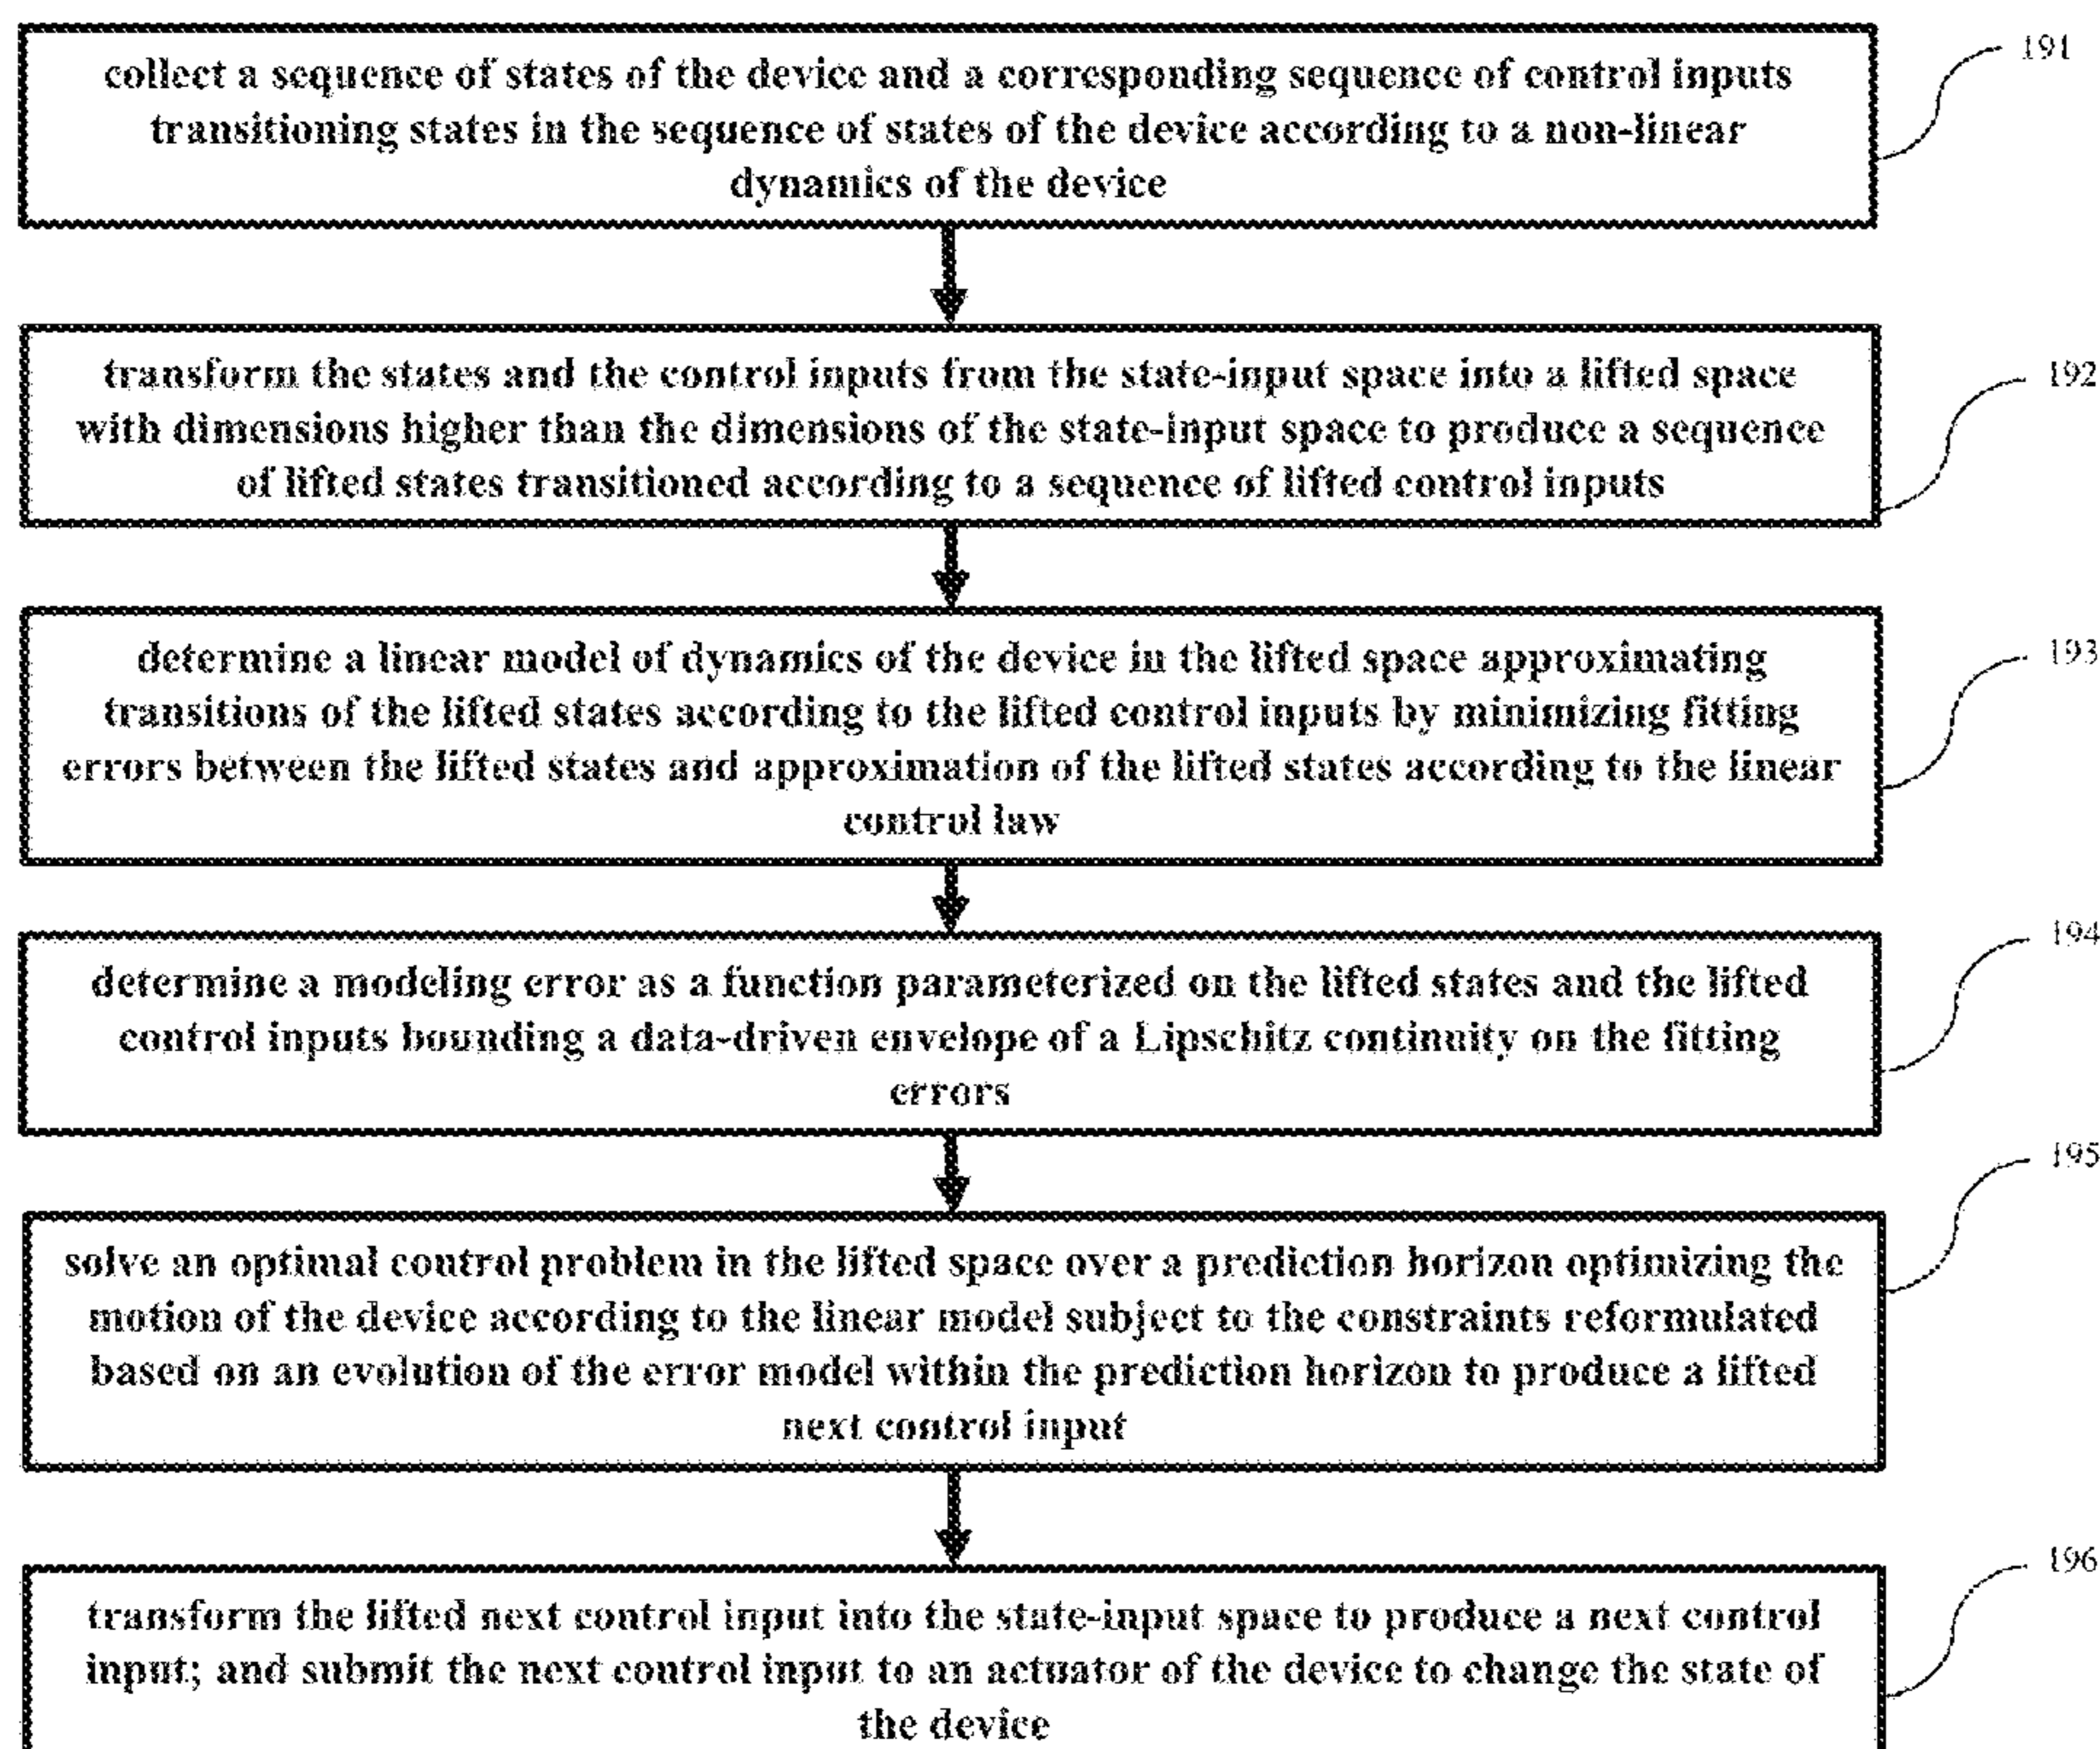 collect a sequence of states of the device and a corresponding sequence of control inputs
transitioning states in the sequence of states of the device according to a non-linear
dynamics of the device
191
transform the states and the control inputs from the state-input space into a lifted space
with dimensions higher than the dimensions of the state-input space to produce a sequence
of lifted states transitioned according to a sequence of lifted control inputs
192
determine a linear model of dynamics of the device in the lifted space approximating
transitions of the lifted states according to the lifted control inputs by minimizing fitting
errors between the lifted states and approximation of the lifted states according to the linear
control law
193
determine a modeling error as a function parameterized on the lifted states and the lifted
control inputs bounding a data-driven envelope of a Lipschitz continuity on the fitting
errors
194
solve an optimal control problem in the lifted space over a prediction horizon optimizing the
motion of the device according to the linear model subject to the constraints reformulated
based on an evolution of the error model within the prediction horizon to produce a lifted
next control input
195
transform the lifted next control input into the state-input space to produce a next control
input; and submit the next control input to an actuator of the device to change the state of
the device
196